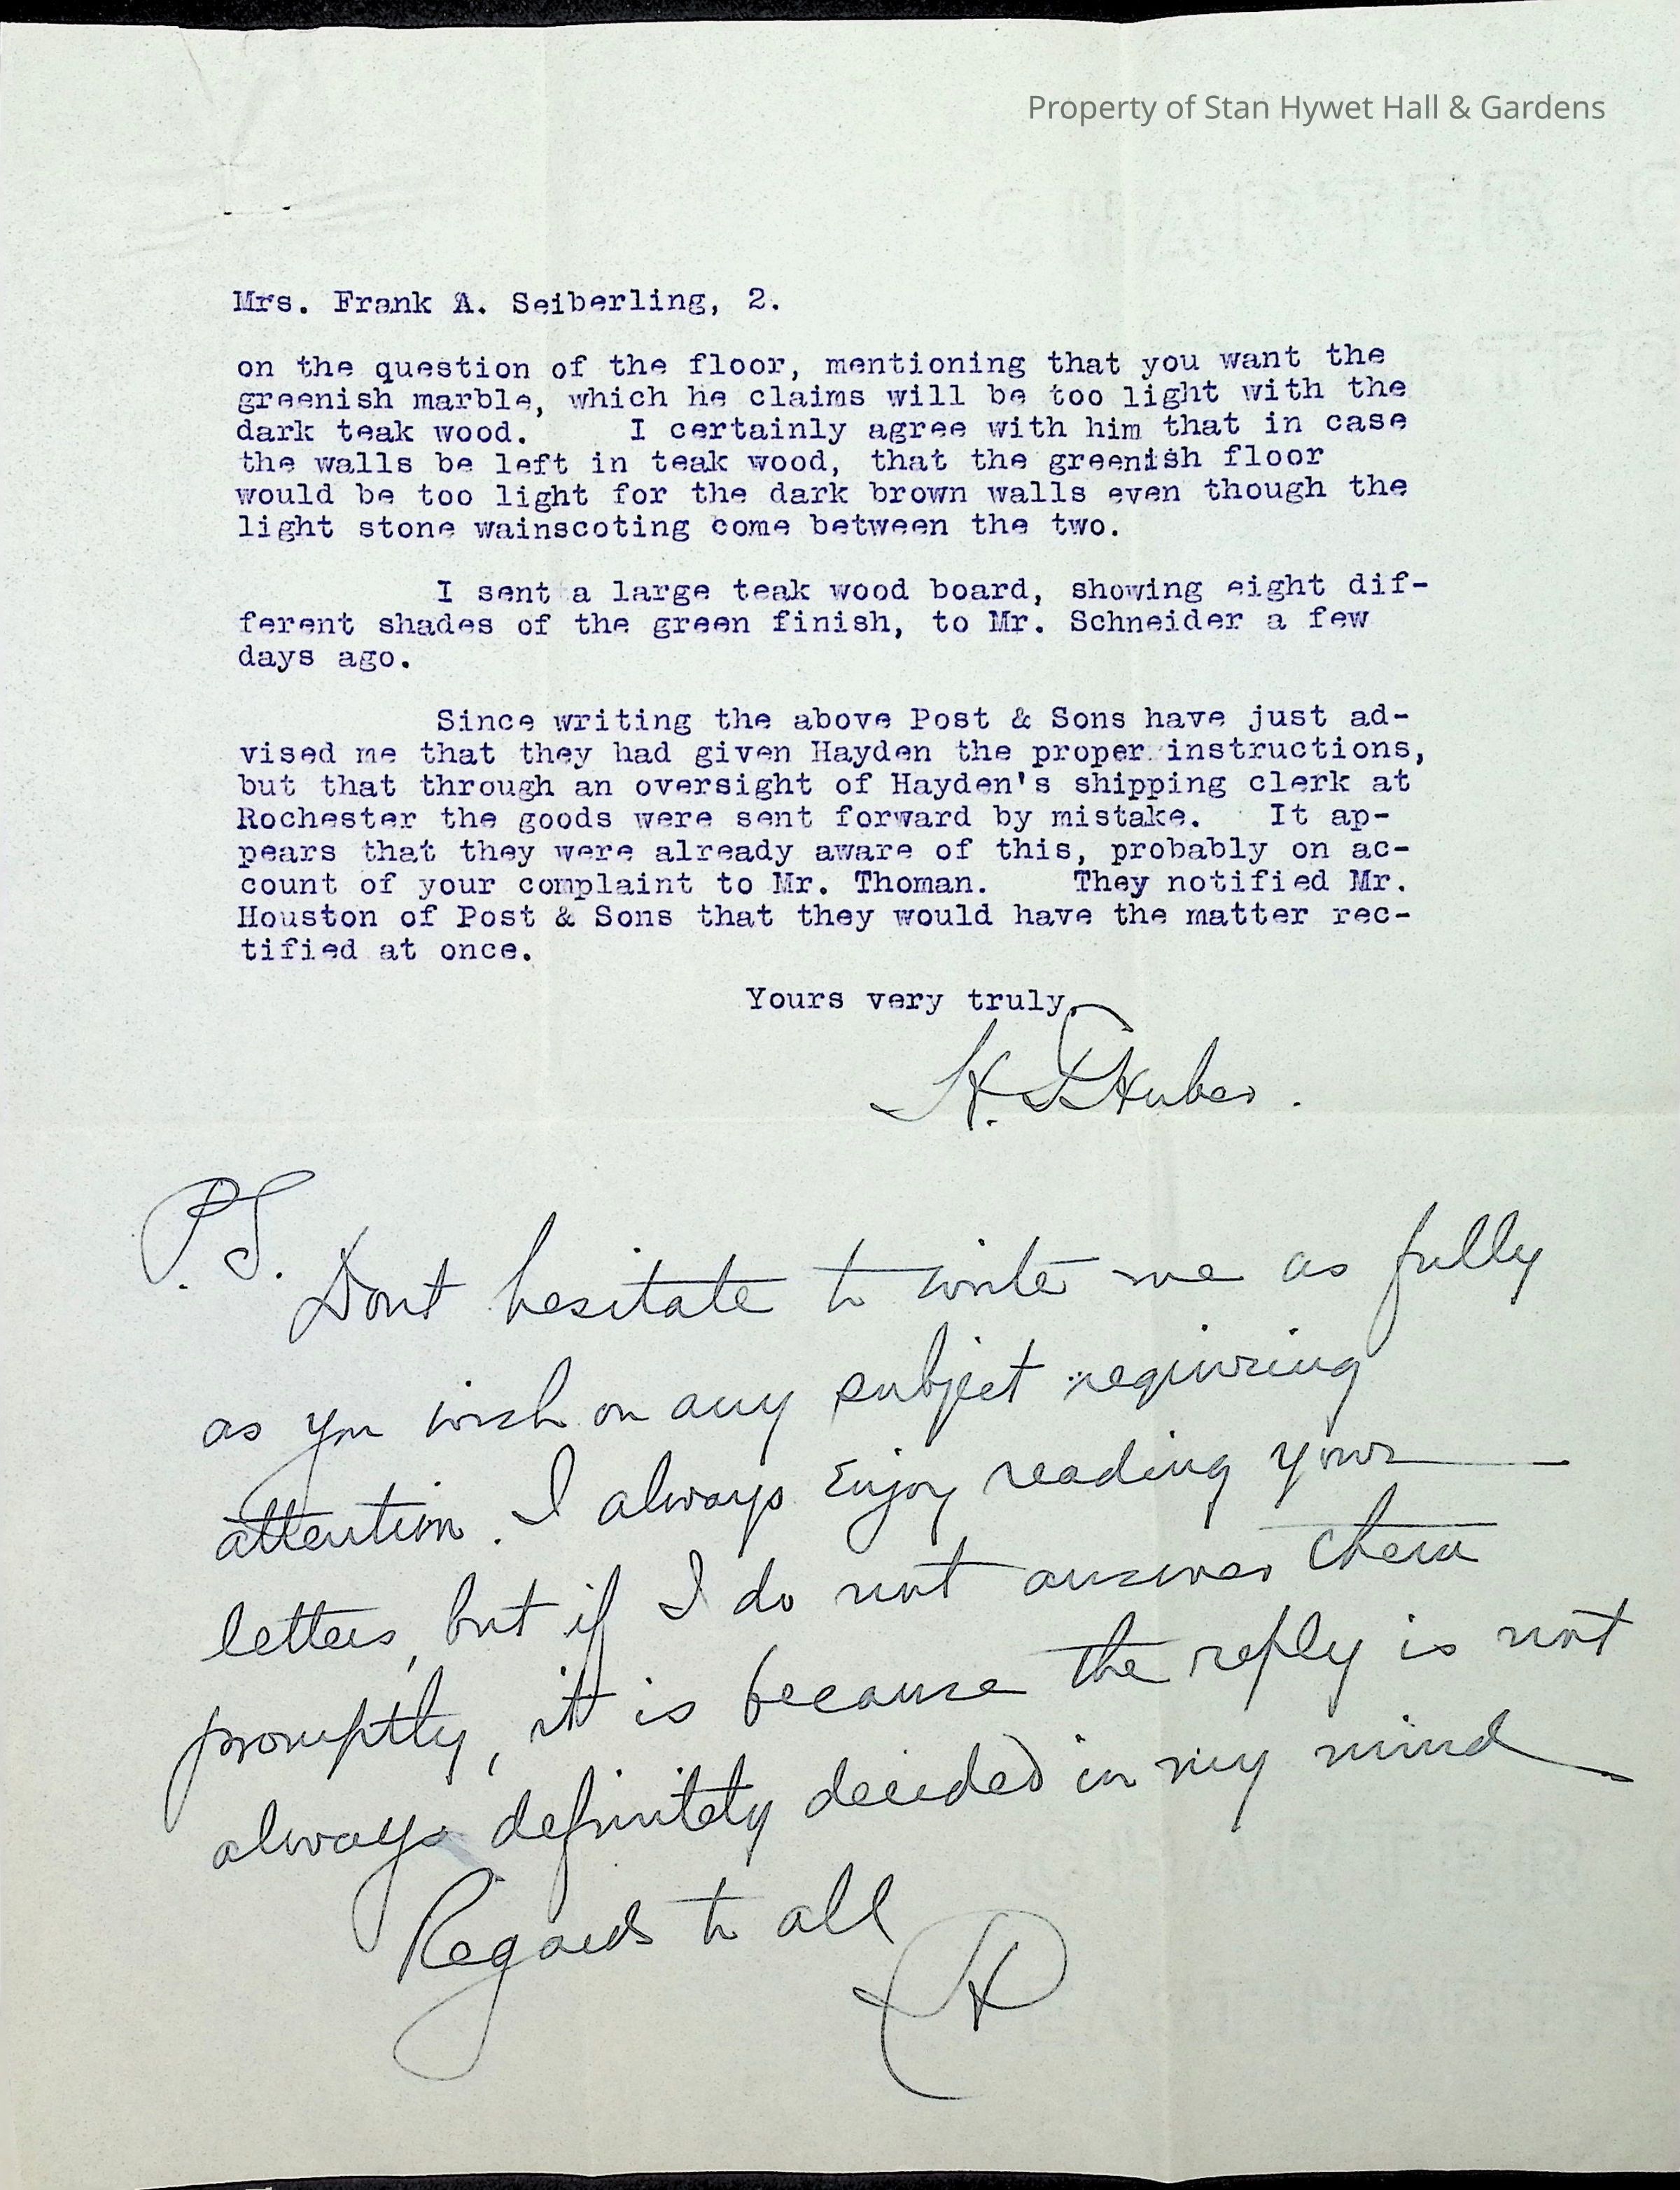 Property of Stan Hywet Hall & Gardens
Mrs. Frank A. Seiberling, 2.
on the question of the floor, mentioning that you want the
greenish marble, which he claims will be too light with the
dark teak wood. I certainly agree with him that in case
the walls be left in teak wood, that the greenish floor
would be too light for the dark brown walls even though the
light stone wainscoting come between the two.
I sent a large teak wood board, showing eight dif-
ferent shades of the green finish, to Mr. Schneider a few
days ago.
Since writing the above Post & Sons have just ad-
vised me that they had given Hayden the proper instructions,
but that through an oversight of Hayden's shipping clerk at
Rochester the goods were sent forward by mistake. It ap-
pears that they were already aware of this, probably on ac-
count of your complaint to Mr. Thoman. They notified Mr.
Houston of Post & Sons that they would have the matter rec-
tified at once.
Yours very truly,
H. F. Huber.
P.S.
Dont hesitate to write me as fully
as you wish on any subject requiring
attention. I always enjoy reading your
letters, but if I do not answer them
promptly, it is because the reply is not
always definitely decided in my mind
Regards to all
H